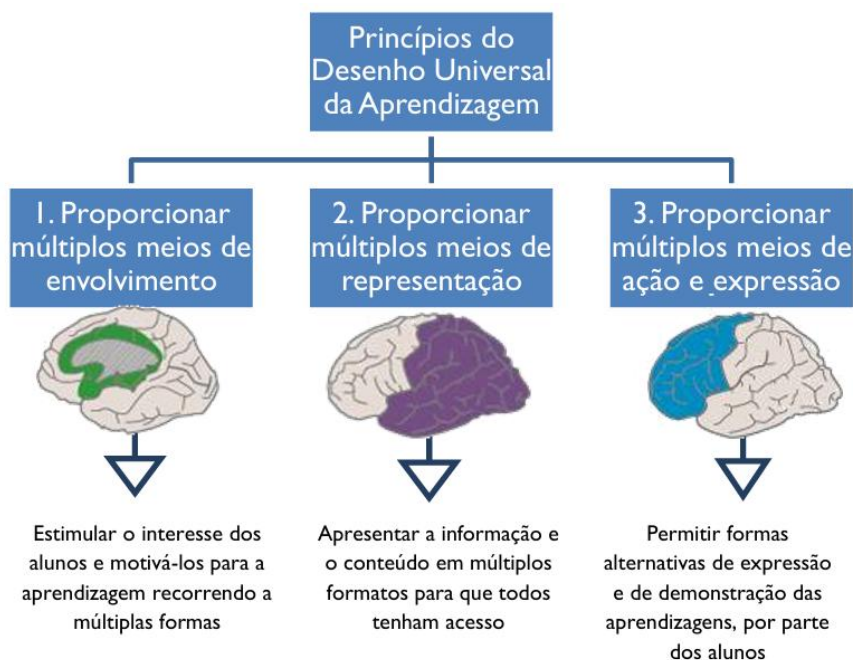 Princípios do
Desenho Universal
da Aprendizagem
1. Proporcionar
múltiplos meios de
envolvimento
2. Proporcionar
múltiplos meios de
representação
3. Proporcionar
múltiplos meios de
ação e expressão
Estimular o interesse dos
alunos e motivá-los para a
aprendizagem recorrendo a
múltiplas formas
Apresentar a informação e
o conteúdo em múltiplos
formatos para que todos
tenham acesso
Permitir formas
alternativas de expressão
e de demonstração das
aprendizagens, por parte
dos alunos